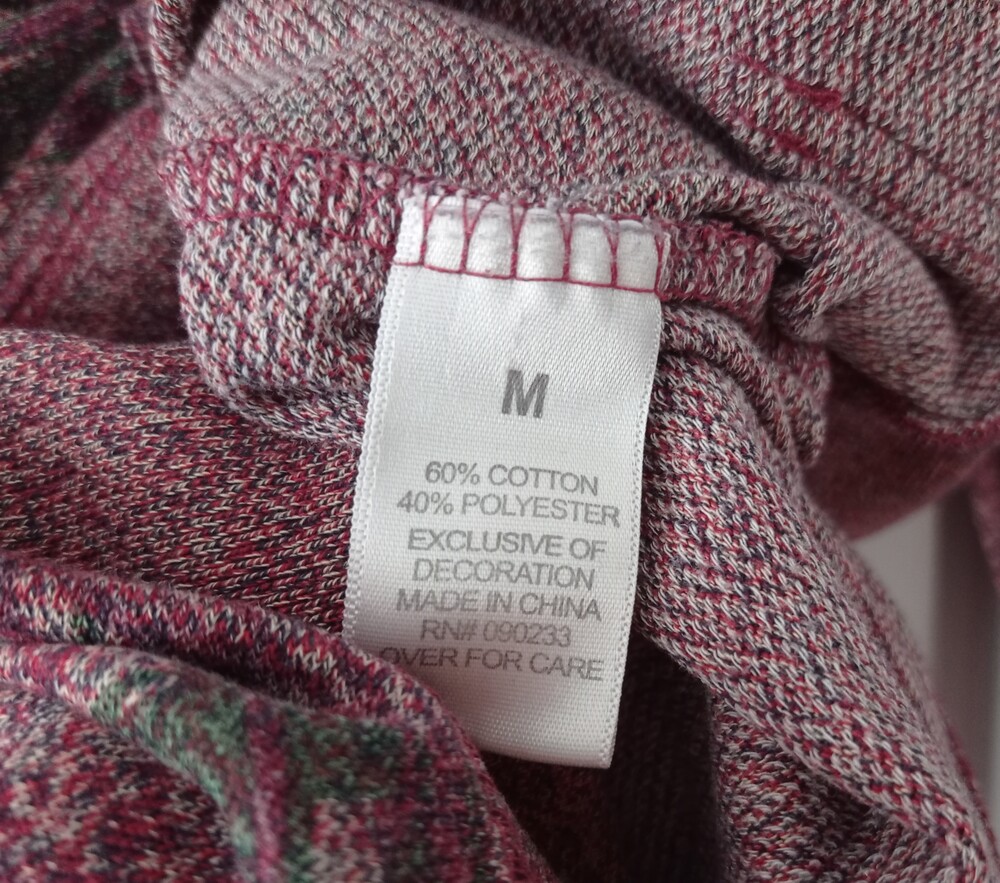 M
60% COTTON
40% POLYESTER
EXCLUSIVE OF
DECORATION
MADE IN CHINA
RN# 090233
OVER FOR CARE